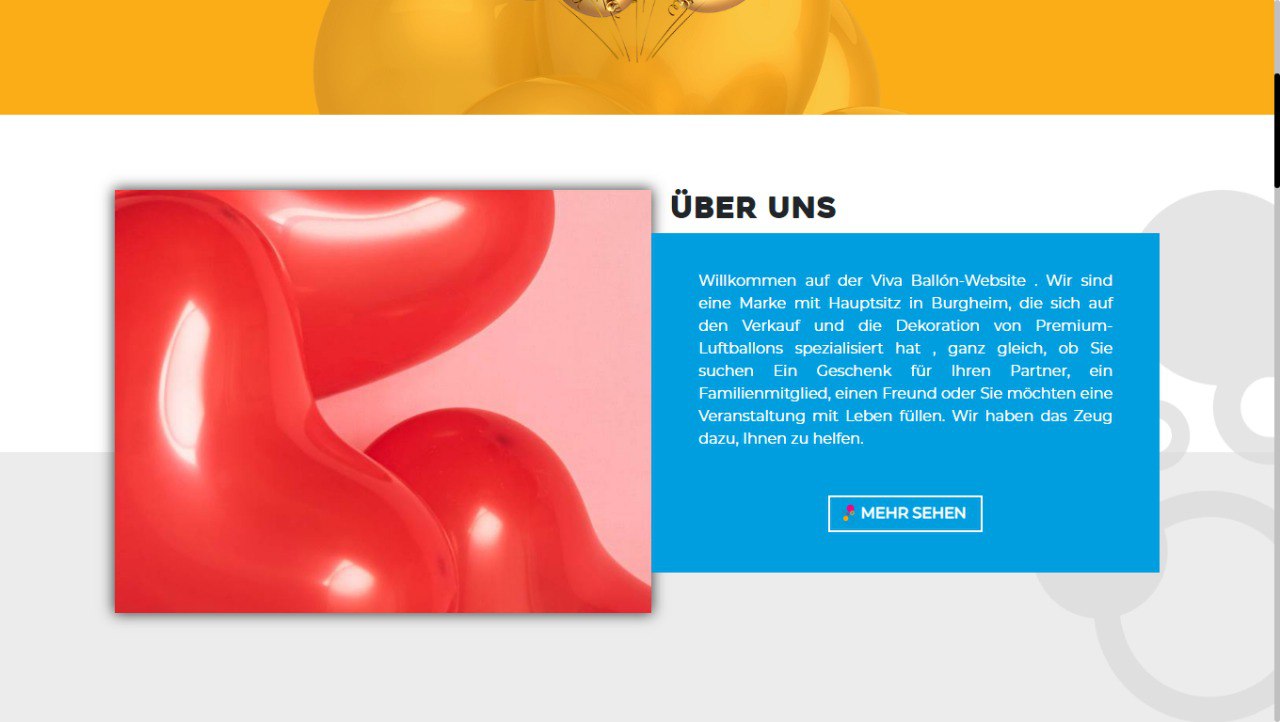 ÜBER UNS
Willkommen auf der Viva Ballón-Website . Wir sind
eine Marke mit Hauptsitz in Burgheim, die sich auf
den Verkauf und die Dekoration von Premium-
Luftballons spezialisiert hat , ganz gleich, ob Sie
suchen Ein Geschenk für Ihren Partner, ein
Familienmitglied, einen Freund oder Sie möchten eine
Veranstaltung mit Leben füllen. Wir haben das Zeug
dazu, Ihnen zu helfen.
MEHR SEHEN